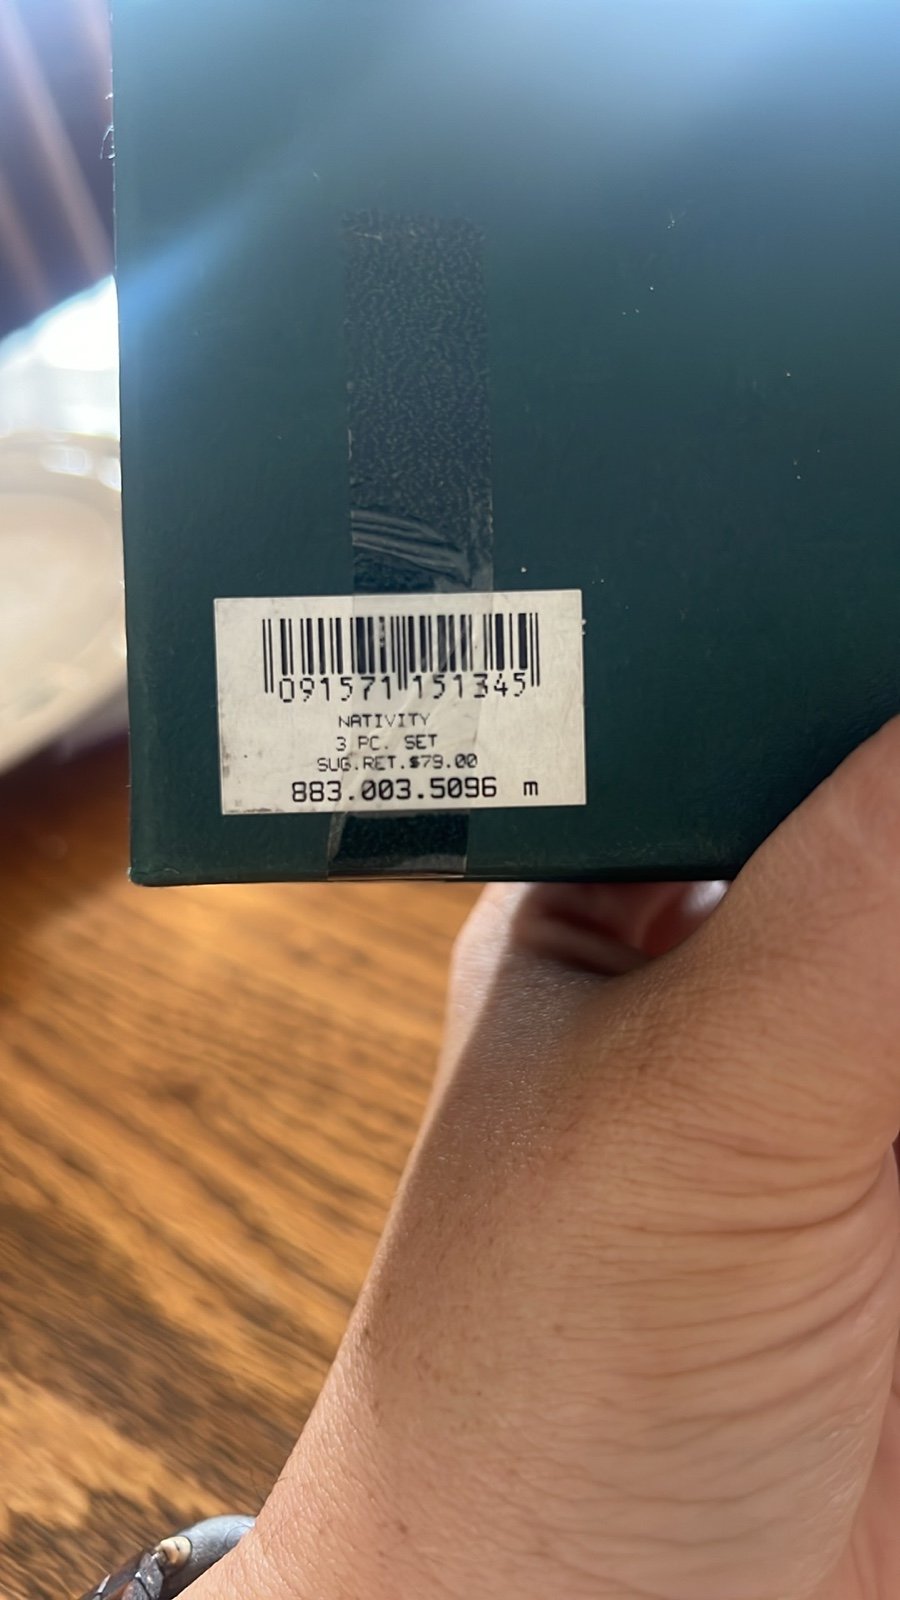 091571 151345
NATIVITY
3 PC. SET
SUG.RET.$79.00
883.003.5096 m